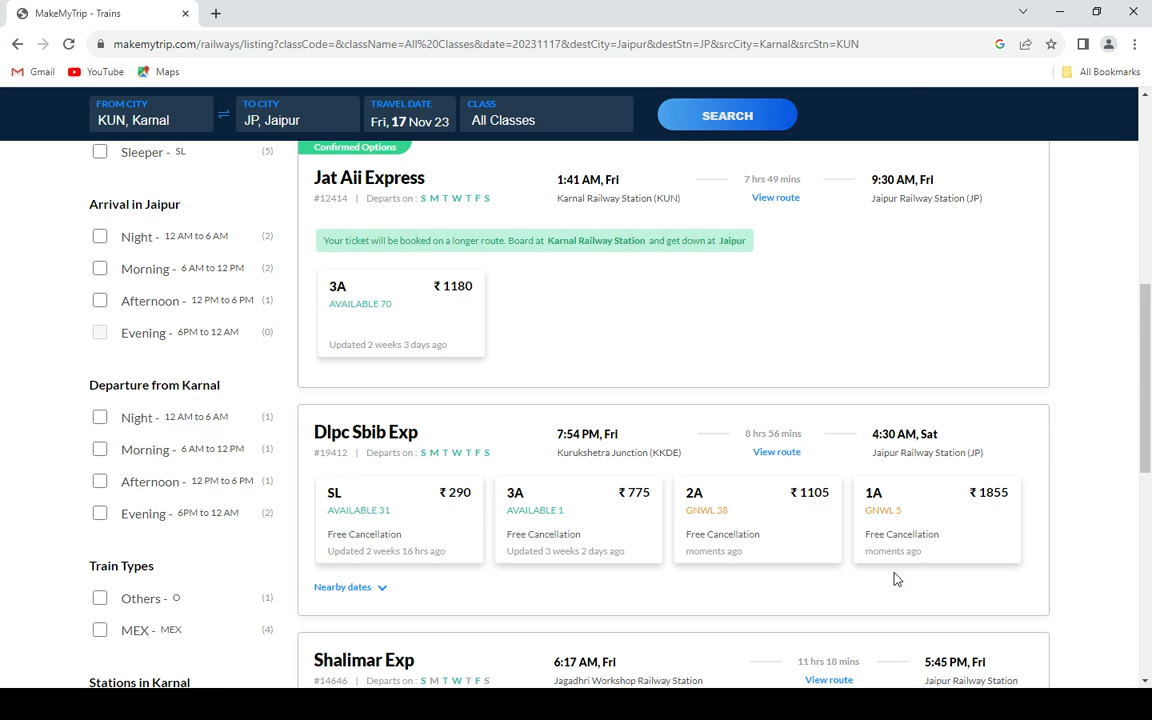 MakeMyTrip - Trains
makemytrip.com/railways/listing?classCode=&className=All%20Classes&date=20231117&destCity=Jaipur&destStn=JP&srcCity=Karnal&srcStn=KUN
Gmail YouTube Maps All Bookmarks
FROM CITY TO CITY TRAVEL DATE CLASS
KUN, Karnal JP, Jaipur Fri, 17 Nov 23 All Classes SEARCH
Sleeper - SL (5)
Arrival in Jaipur
Night - 12 AM to 6 AM (2)
Morning - 6 AM to 12 PM (2)
Afternoon - 12 PM to 6 PM (1)
Evening - 6PM to 12 AM (0)
Departure from Karnal
Night - 12 AM to 6 AM (1)
Morning - 6 AM to 12 PM (1)
Afternoon - 12 PM to 6 PM (1)
Evening - 6PM to 12 AM (2)
Train Types
Others - O (1)
MEX - MEX (4)
Stations in Karnal
Confirmed Options
Jat Aii Express 1:41 AM, Fri 7 hrs 49 mins 9:30 AM, Fri
#12414 | Departs on : S M T W T F S Karnal Railway Station (KUN) View route Jaipur Railway Station (JP)
Your ticket will be booked on a longer route. Board at Karnal Railway Station and get down at Jaipur
3A ₹ 1180
AVAILABLE 70
Updated 2 weeks 3 days ago
Dlpc Sbib Exp 7:54 PM, Fri 8 hrs 56 mins 4:30 AM, Sat
#19412 | Departs on : S M T W T F S Kurukshetra Junction (KKDE) View route Jaipur Railway Station (JP)
SL ₹ 290 3A ₹ 775 2A ₹ 1105 1A ₹ 1855
AVAILABLE 31 AVAILABLE 1 GNWL 38 GNWL 5
Free Cancellation Free Cancellation Free Cancellation Free Cancellation
Updated 2 weeks 16 hrs ago Updated 3 weeks 2 days ago moments ago moments ago
Nearby dates
Shalimar Exp 6:17 AM, Fri 11 hrs 18 mins 5:45 PM, Fri
#14646 | Departs on : S M T W T F S Jagadhri Workshop Railway Station View route Jaipur Railway Station